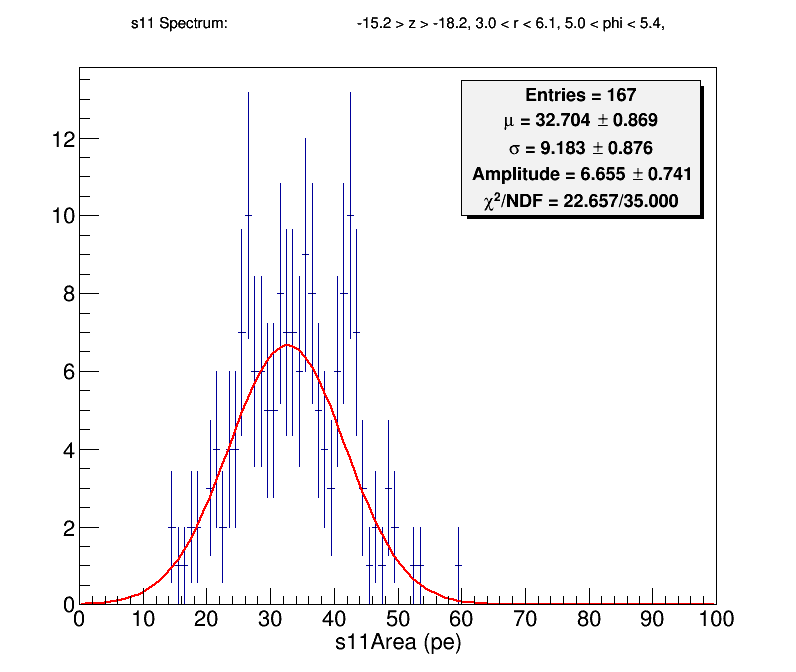 s11 Spectrum: -15.2 > z > -18.2, 3.0 < r < 6.1, 5.0 < phi < 5.4,
Entries = 167
μ = 32.704 ± 0.869
σ = 9.183 ± 0.876
Amplitude = 6.655 ± 0.741
χ²/NDF = 22.657/35.000
12
10
8
6
4
2
0
0 10 20 30 40 50 60 70 80 90 100
s11Area (pe)